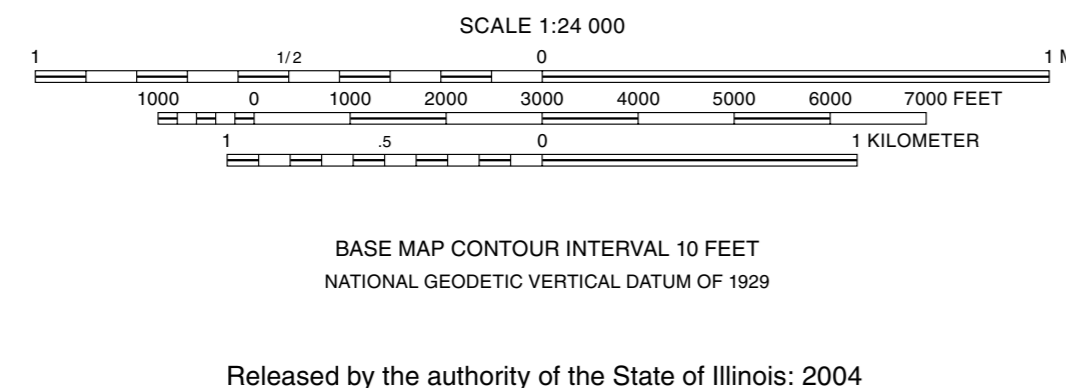 SCALE 1:24 000
1 1/2 0 1
1000 0 1000 2000 3000 4000 5000 6000 7000 FEET
1 .5 0 1 KILOMETER
BASE MAP CONTOUR INTERVAL 10 FEET
NATIONAL GEODETIC VERTICAL DATUM OF 1929
Released by the authority of the State of Illinois: 2004